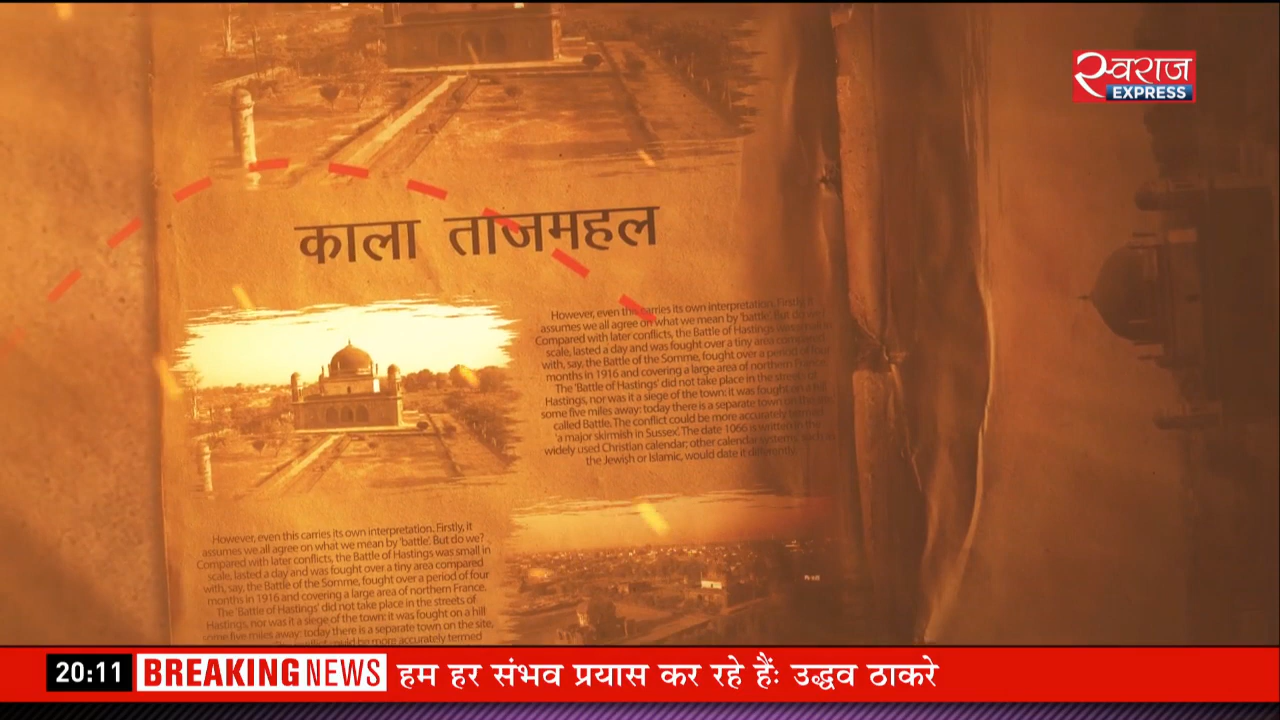 स्वराज
EXPRESS
काला ताजमहल
However, even this carries its own interpretation. Firstly, it
assumes we all agree on what we mean by 'battle'. But do we?
Compared with later conflicts, the Battle of Hastings was small in
scale, lasted a day and was fought over a tiny area compared
with, say, the Battle of the Somme, fought over a period of four
months in 1916 and covering a large area of northern France.
The 'Battle of Hastings' did not take place in the streets of
Hastings, nor was it a siege of the town: it was fought on a hill
some five miles away: today there is a separate town on the site,
called Battle. The conflict could be more accurately termed
'a major skirmish in Sussex'. The date 1066 is written in the
widely used Christian calendar; other calendar systems, such as
the Jewish or Islamic, would date it differently.
However, even this carries its own interpretation. Firstly, it
assumes we all agree on what we mean by 'battle'. But do we?
Compared with later conflicts, the Battle of Hastings was small in
scale, lasted a day and was fought over a tiny area compared
with, say, the Battle of the Somme, fought over a period of four
months in 1916 and covering a large area of northern France.
The 'Battle of Hastings' did not take place in the streets of
Hastings, nor was it a siege of the town: it was fought on a hill
some five miles away: today there is a separate town on the site,
conflict could be more accurately termed
20:11 BREAKING NEWS हम हर संभव प्रयास कर रहे हैंः उद्धव ठाकरे